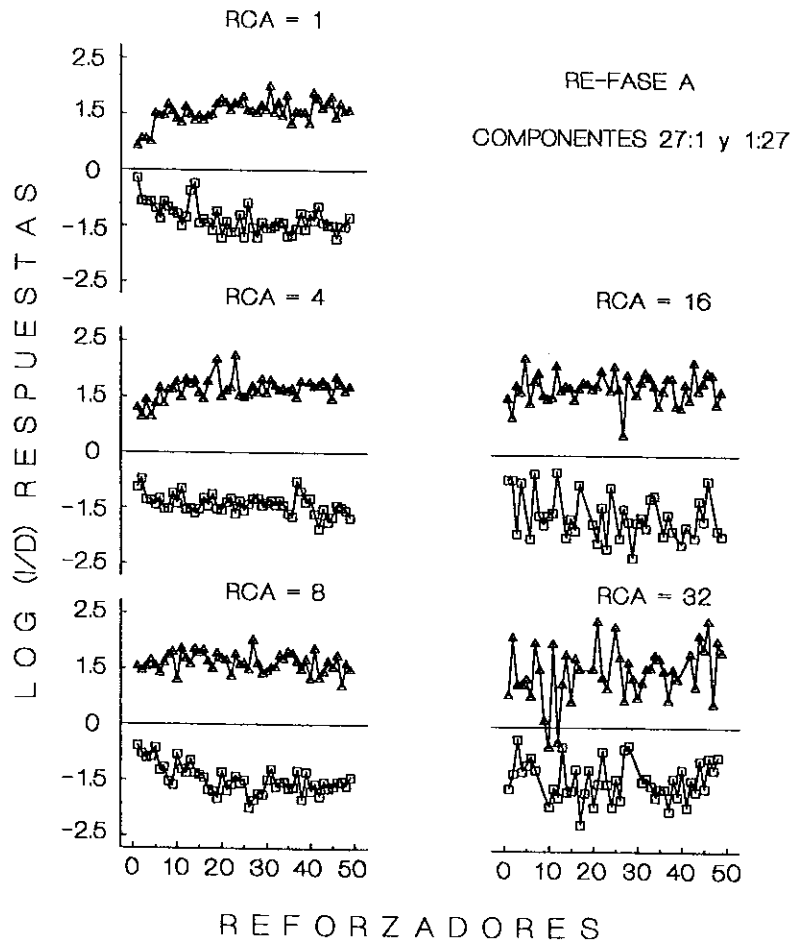 RCA = 1
RE-FASE A
COMPONENTES 27:1 y 1:27
2.5
1.5
0
-1.5
-2.5
RCA = 4
2.5
1.5
0
-1.5
-2.5
RCA = 16
RCA = 8
2.5
1.5
0
-1.5
-2.5
0 10 20 30 40 50
RCA = 32
0 10 20 30 40 50
LOG (I/D) RESPUESTAS
REFORZADORES